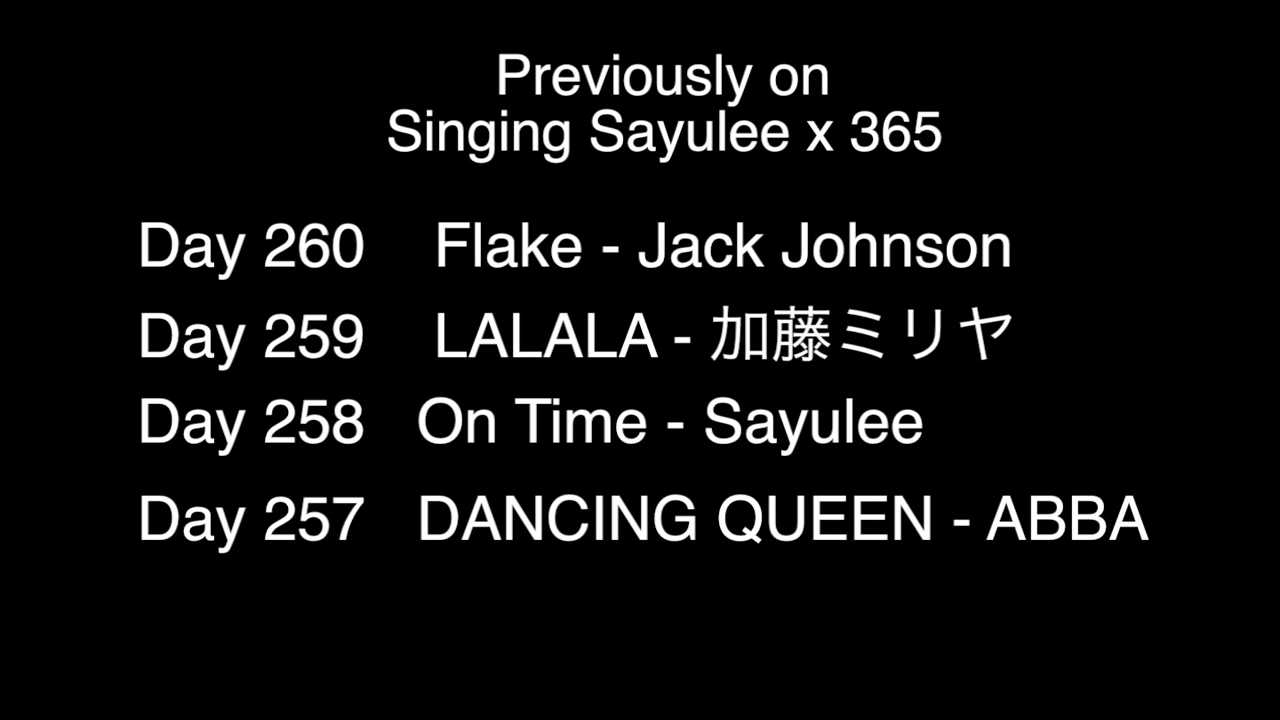 Previously on
Singing Sayulee x 365
Day 260 Flake - Jack Johnson
Day 259 LALALA - 加藤ミリヤ
Day 258 On Time - Sayulee
Day 257 DANCING QUEEN - ABBA